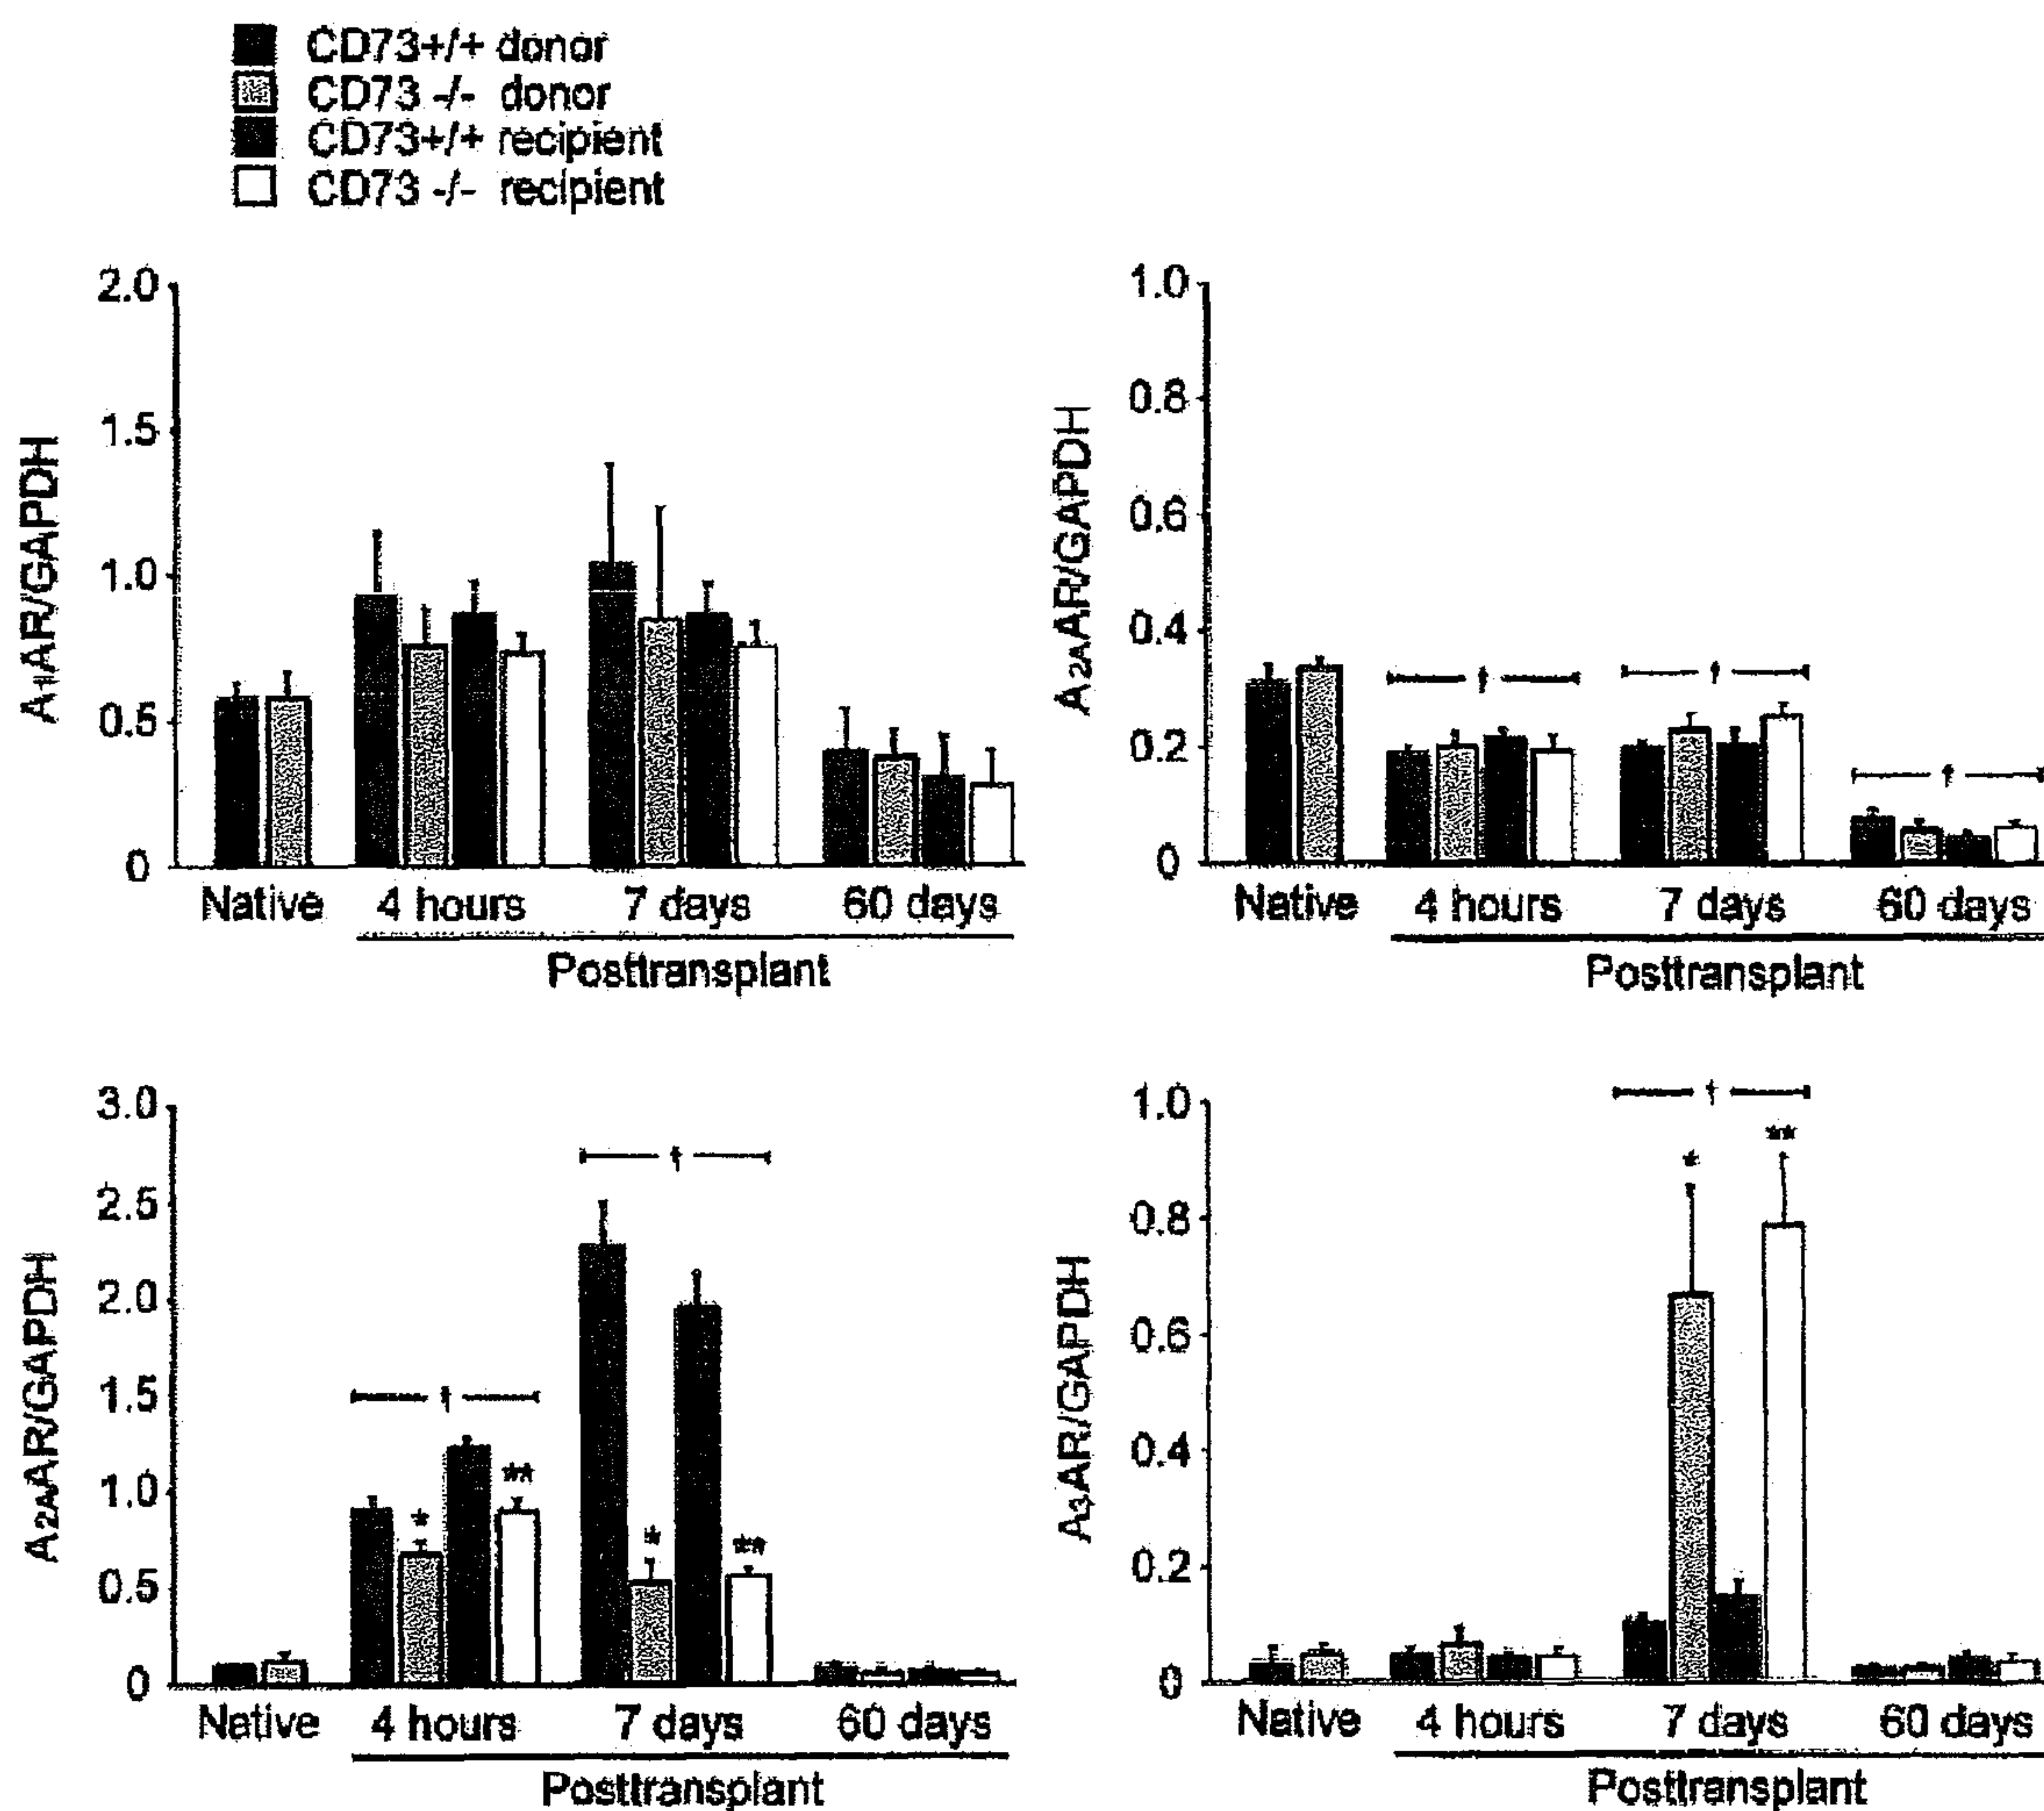 CD73+/+ donor
CD73 -/- donor
CD73+/+ recipient
CD73 -/- recipient
A1AR/GAPDH
2.0
1.5
1.0
0.5
0
Native 4 hours 7 days 60 days
Posttransplant
A2AAR/GAPDH
1.0
0.8
0.6
0.4
0.2
0
†
†
†
Native 4 hours 7 days 60 days
Posttransplant
A2AAR/GAPDH
3.0
2.5
2.0
1.5
1.0
0.5
0
†
†
*
**
*
**
Native 4 hours 7 days 60 days
Posttransplant
A3AR/GAPDH
1.0
0.8
0.6
0.4
0.2
0
†
*
**
Native 4 hours 7 days 60 days
Posttransplant